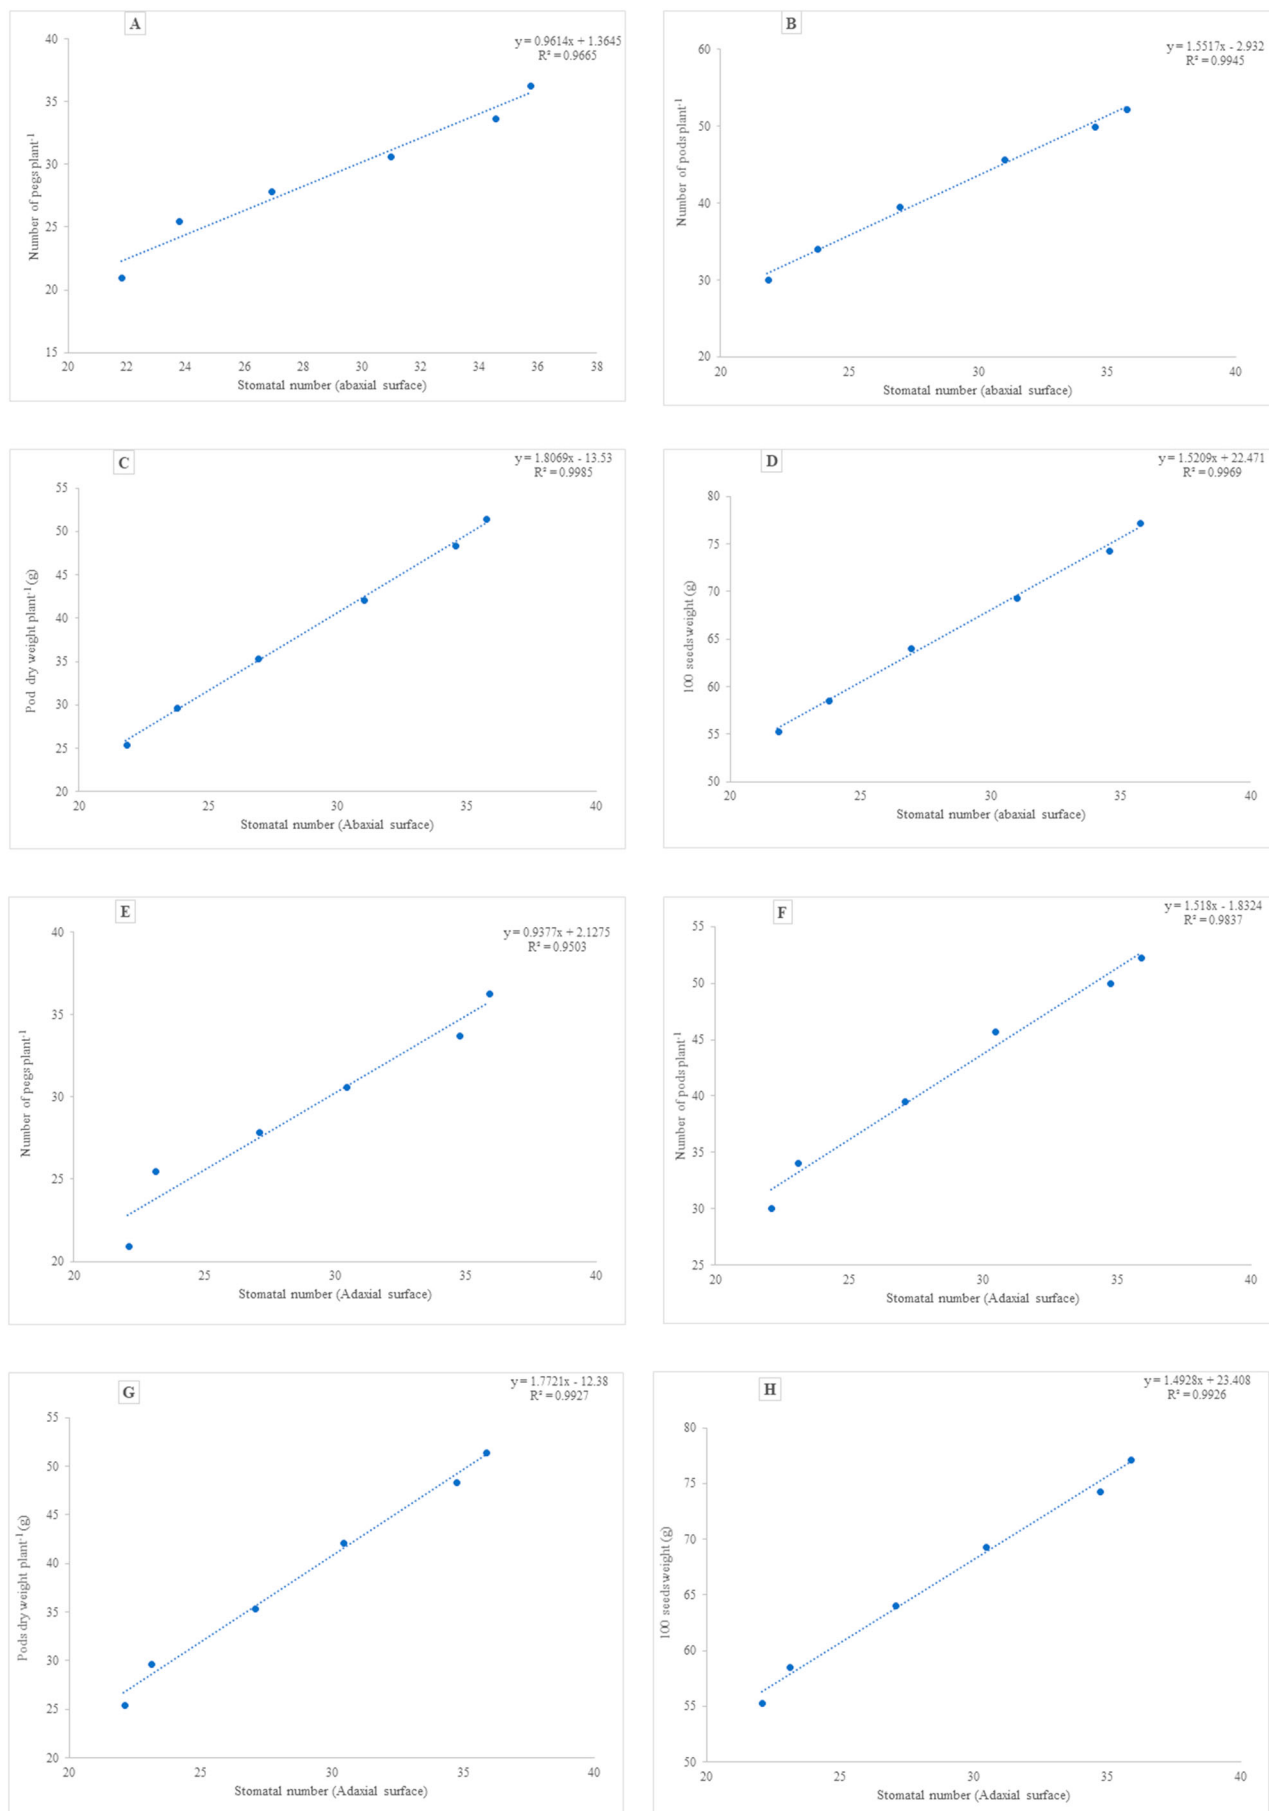 A
y = 0.9614x + 1.3645
R² = 0.9665
40
35
30
25
20
15
Number of pegs plant⁻¹
20 22 24 26 28 30 32 34 36 38
Stomatal number (abaxial surface)
B
y = 1.5517x - 2.932
R² = 0.9945
60
50
40
30
20
Number of pods plant⁻¹
20 25 30 35 40
Stomatal number (abaxial surface)
C
y = 1.8069x - 13.53
R² = 0.9985
55
50
45
40
35
30
25
20
Pod dry weight plant⁻¹ (g)
20 25 30 35 40
Stomatal number (Abaxial surface)
D
y = 1.5209x + 22.471
R² = 0.9969
80
75
70
65
60
55
50
100 seeds weight (g)
20 25 30 35 40
Stomatal number (abaxial surface)
E
y = 0.9377x + 2.1275
R² = 0.9503
40
35
30
25
20
Number of pegs plant⁻¹
20 25 30 35 40
Stomatal number (Adaxial surface)
F
y = 1.518x - 1.8324
R² = 0.9837
55
50
45
40
35
30
25
Number of pods plant⁻¹
20 25 30 35 40
Stomatal number (Adaxial surface)
G
y = 1.7721x - 12.38
R² = 0.9927
55
50
45
40
35
30
25
20
Pods dry weight plant⁻¹ (g)
20 25 30 35 40
Stomatal number (Adaxial surface)
H
y = 1.4928x + 23.408
R² = 0.9926
80
75
70
65
60
55
50
100 seeds weight (g)
20 25 30 35 40
Stomatal number (Adaxial surface)